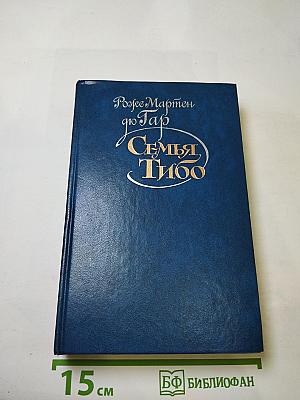 Роже Мартен
дю Гар
Семья
Тибо
15 см
БФ БИБЛИОФАН